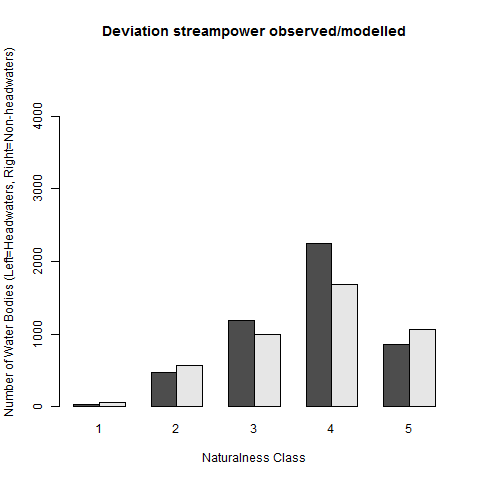 Deviation streampower observed/modelled
Number of Water Bodies (Left=Headwaters, Right=Non-headwaters)
4000
3000
2000
1000
0
1 2 3 4 5
Naturalness Class